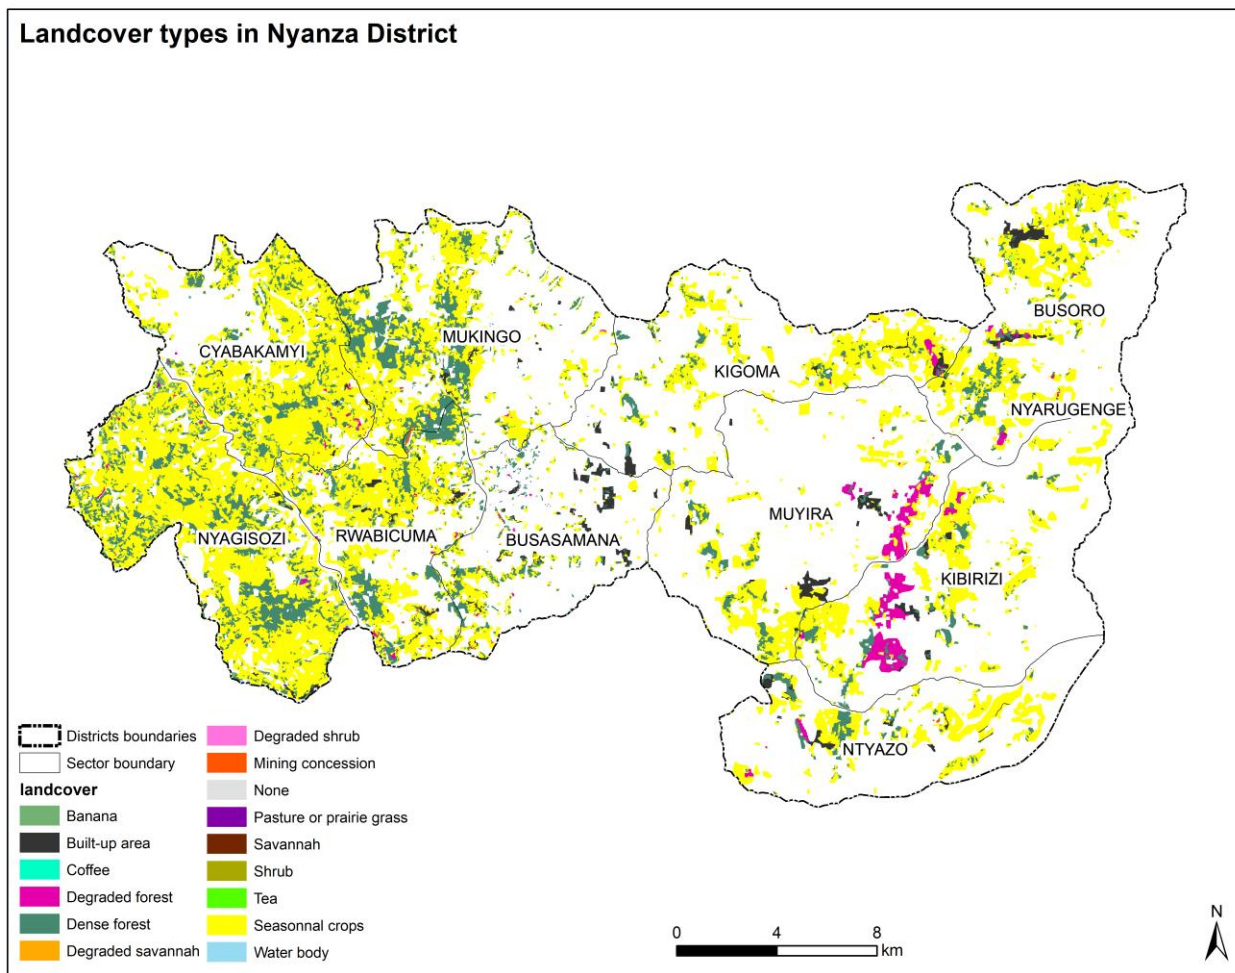 Landcover types in Nyanza District
BUSORO
MUKINGO
CYABAKAMYI
KIGOMA
NYARUGENGE
MUYIRA
NYAGISOZI
RWABICUMA
BUSASAMANA
KIBIRIZI
NTYAZO
Districts boundaries
Sector boundary
landcover
Banana
Built-up area
Coffee
Degraded forest
Dense forest
Degraded savannah
Degraded shrub
Mining concession
None
Pasture or prairie grass
Savannah
Shrub
Tea
Seasonnal crops
Water body
0 4 8
km
N